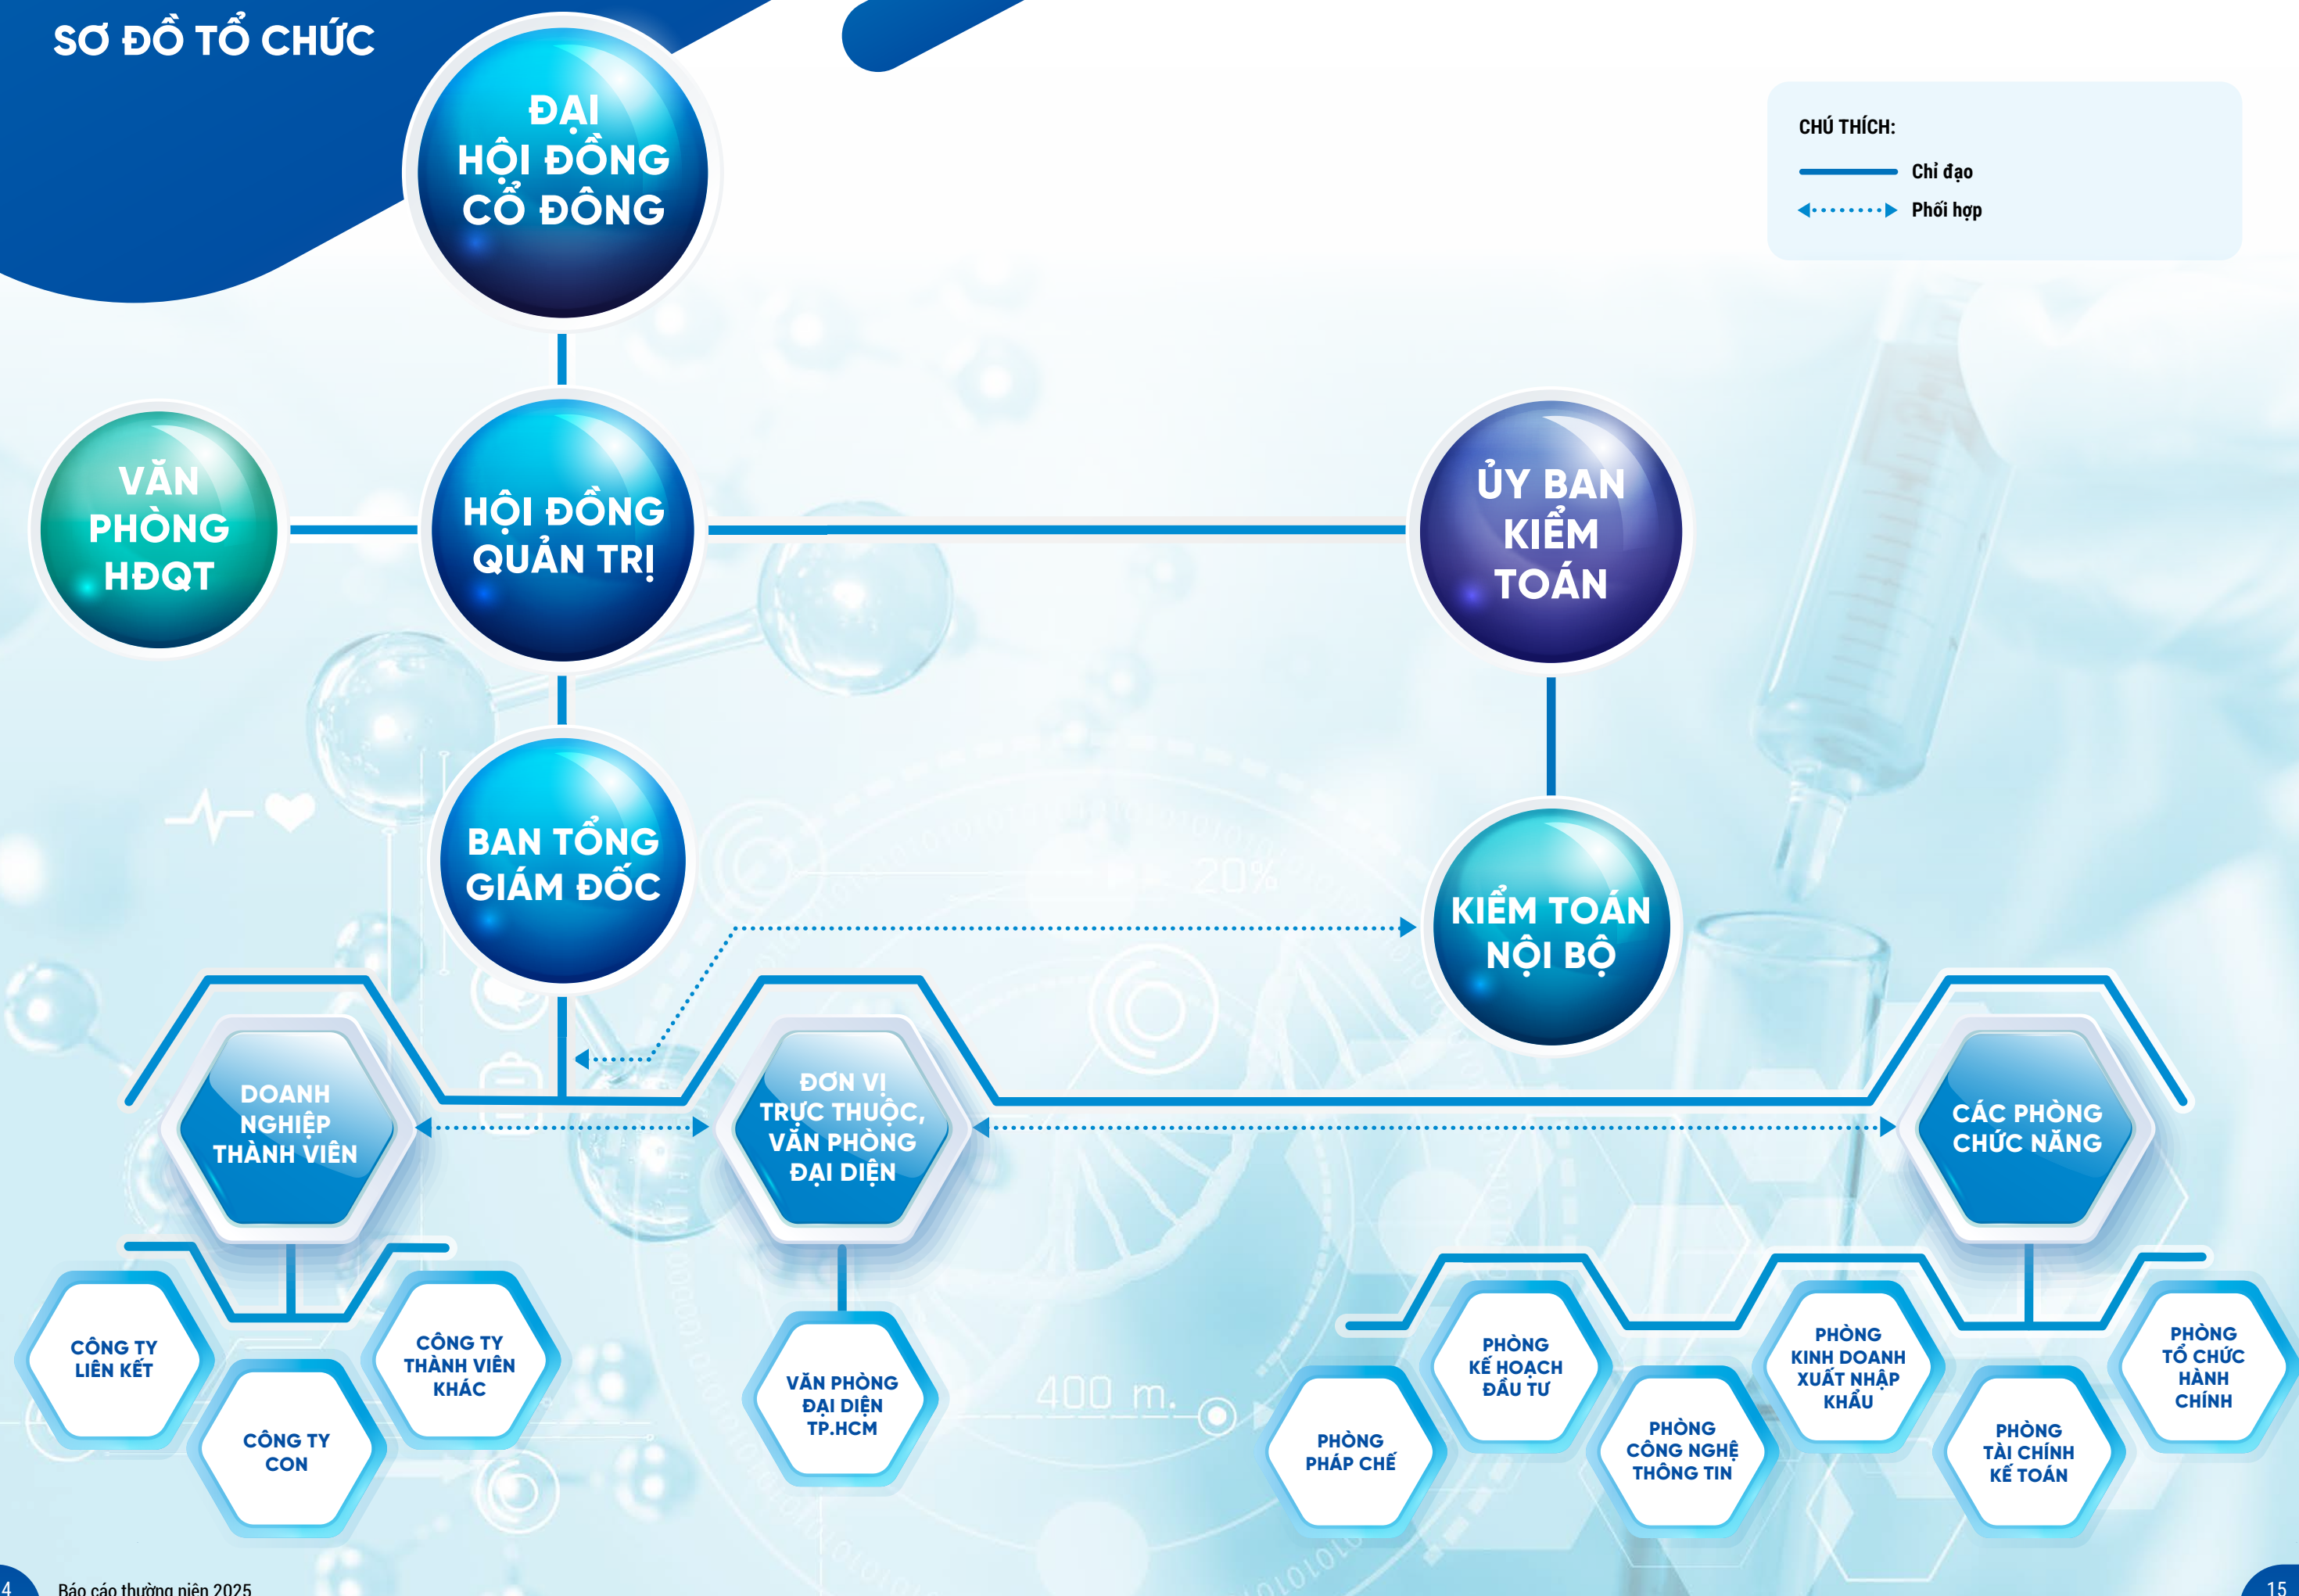 SƠ ĐỒ TỔ CHỨC
ĐẠI
HỘI ĐỒNG
CỔ ĐÔNG
CHÚ THÍCH:
Chỉ đạo
Phối hợp
VĂN
PHÒNG
HĐQT
HỘI ĐỒNG
QUẢN TRỊ
ỦY BAN
KIỂM
TOÁN
BAN TỔNG
GIÁM ĐỐC
20%
KIỂM TOÁN
NỘI BỘ
DOANH
NGHIỆP
THÀNH VIÊN
ĐƠN VỊ
TRỰC THUỘC,
VĂN PHÒNG
ĐẠI DIỆN
CÁC PHÒNG
CHỨC NĂNG
CÔNG TY
LIÊN KẾT
CÔNG TY
CON
CÔNG TY
THÀNH VIÊN
KHÁC
VĂN PHÒNG
ĐẠI DIỆN
TP.HCM
400 m.
PHÒNG
PHÁP CHẾ
PHÒNG
KẾ HOẠCH
ĐẦU TƯ
PHÒNG
CÔNG NGHỆ
THÔNG TIN
PHÒNG
KINH DOANH
XUẤT NHẬP
KHẨU
PHÒNG
TÀI CHÍNH
KẾ TOÁN
PHÒNG
TỔ CHỨC
HÀNH
CHÍNH
4
Báo cáo thường niên 2025
15